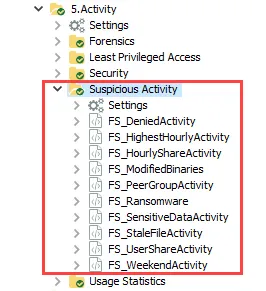 5.Activity
Settings
Forensics
Least Privileged Access
Security
Suspicious Activity
Settings
FS_DeniedActivity
FS_HighestHourlyActivity
FS_HourlyShareActivity
FS_ModifiedBinaries
FS_PeerGroupActivity
FS_Ransomware
FS_SensitiveDataActivity
FS_StaleFileActivity
FS_UserShareActivity
FS_WeekendActivity
Usage Statistics